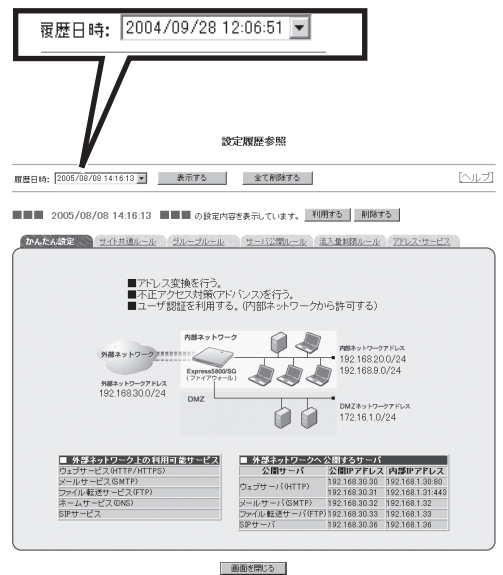 履歴日時: 2004/09/28 12:06:51
設定履歴参照
履歴日時: 2005/08/08 14:16:13 表示する 全て削除する [ヘルプ]
■■■ 2005/08/08 14:16:13 ■■■ の設定内容を表示しています。 利用する 削除する
かんたん設定 サイト共通ルール グループルール サーバ公開ルール 流入量制限ルール アドレス・サービス
■アドレス変換を行う。
■不正アクセス対策(アドバンス)を行う。
■ユーザ認証を利用する。(内部ネットワークから許可する)
内部ネットワーク
外部ネットワーク
Express5800/SG
(ファイアウォール)
内部ネットワークアドレス
192.168.20.0/24
192.168.9.0/24
外部ネットワークアドレス
192.168.30.0/24
DMZ
DMZネットワークアドレス
172.16.1.0/24
■ 外部ネットワーク上の利用可能サービス
ウェブサービス(HTTP/HTTPS)
メールサービス(SMTP)
ファイル転送サービス(FTP)
ネームサービス(DNS)
SIPサービス
■ 外部ネットワークへ公開するサーバ
公開サーバ 公開IPアドレス 内部IPアドレス
ウェブサーバ(HTTP) 192.168.30.30 192.168.1.30:80
192.168.30.31 192.168.1.31:443
メールサーバ(SMTP) 192.168.30.32 192.168.1.32
ファイル転送サーバ(FTP) 192.168.30.33 192.168.1.33
SIPサーバ 192.168.30.36 192.168.1.36
画面を閉じる